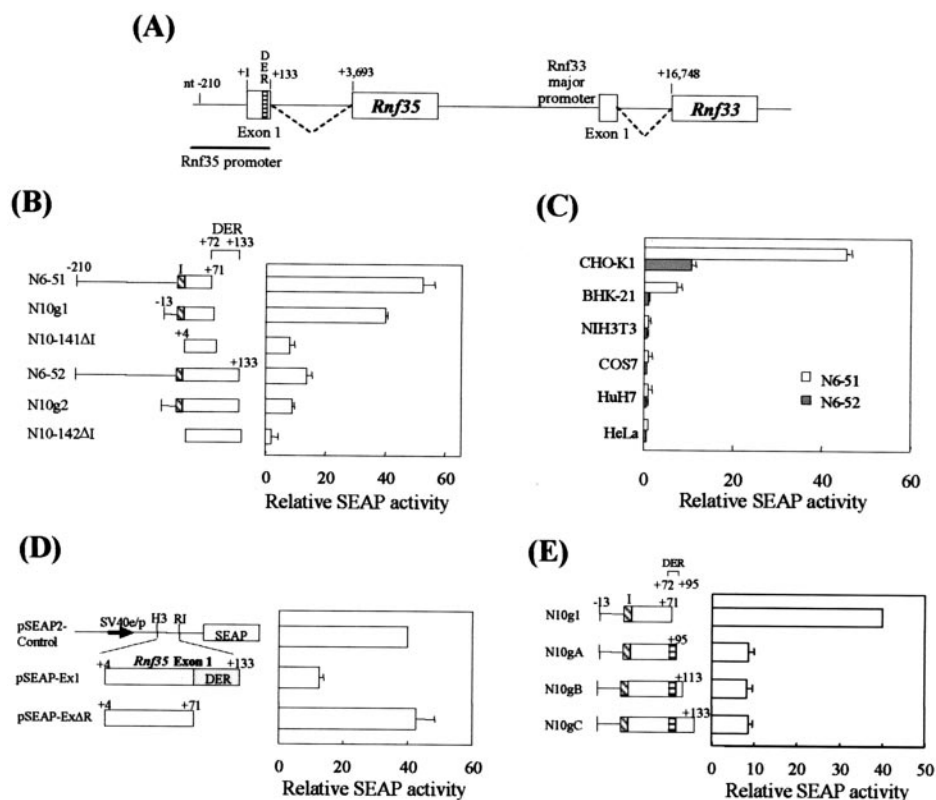 (A)
nt -210
+1
DER
+133
+3,693
Rnf33 major promoter
+16,748
Exon 1
Rnf35
Exon 1
Rnf33
Rnf35 promoter
(B)
DER
+72 +133
-210 I +71
N6-51
-13
N10g1
+4
N10-141ΔI
+133
N6-52
N10g2
N10-142ΔI
0 20 40 60
Relative SEAP activity
(C)
CHO-K1
BHK-21
NIH3T3
COS7
HuH7
HeLa
N6-51
N6-52
0 20 40 60
Relative SEAP activity
(D)
pSEAP2-Control
SV40e/p H3 RI
SEAP
+4 Rnf35 Exon 1 +133
pSEAP-Ex1
DER
+4 +71
pSEAP-ExΔR
0 20 40 60
Relative SEAP activity
(E)
DER
+72 +95
-13 I +71
N10g1
+95
N10gA
+113
N10gB
+133
N10gC
0 10 20 30 40 50
Relative SEAP activity